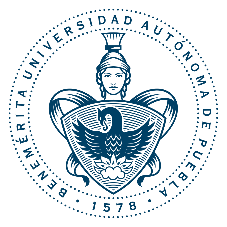 BENEMÉRITA UNIVERSIDAD AUTÓNOMA DE PUEBLA
· 1578 ·